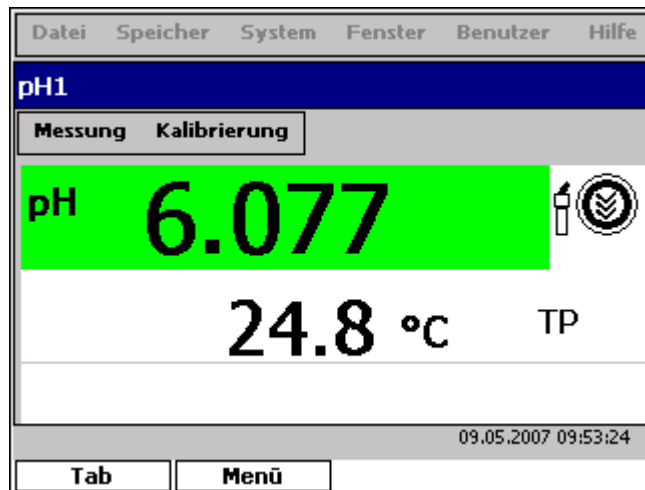 Datei Speicher System Fenster Benutzer Hilfe
pH1
Messung Kalibrierung
pH 6.077
24.8 °C TP
09.05.2007 09:53:24
Tab Menü